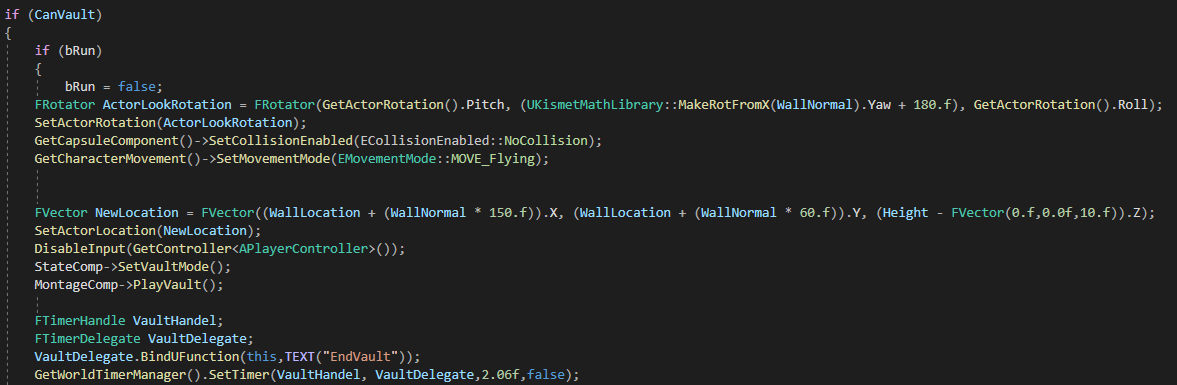 if (CanVault)
{
    if (bRun)
    {
        bRun = false;
    FRotator ActorLookRotation = FRotator(GetActorRotation().Pitch, (UKismetMathLibrary::MakeRotFromX(WallNormal).Yaw + 180.f), GetActorRotation().Roll);
    SetActorRotation(ActorLookRotation);
    GetCapsuleComponent()->SetCollisionEnabled(ECollisionEnabled::NoCollision);
    GetCharacterMovement()->SetMovementMode(EMovementMode::MOVE_Flying);
    FVector NewLocation = FVector((WallLocation + (WallNormal * 150.f)).X, (WallLocation + (WallNormal * 60.f)).Y, (Height - FVector(0.f,0.0f,10.f)).Z);
    SetActorLocation(NewLocation);
    DisableInput(GetController<APlayerController>());
    StateComp->SetVaultMode();
    MontageComp->PlayVault();
    FTimerHandle VaultHandel;
    FTimerDelegate VaultDelegate;
    VaultDelegate.BindUFunction(this,TEXT("EndVault"));
    GetWorldTimerManager().SetTimer(VaultHandel, VaultDelegate,2.06f,false);